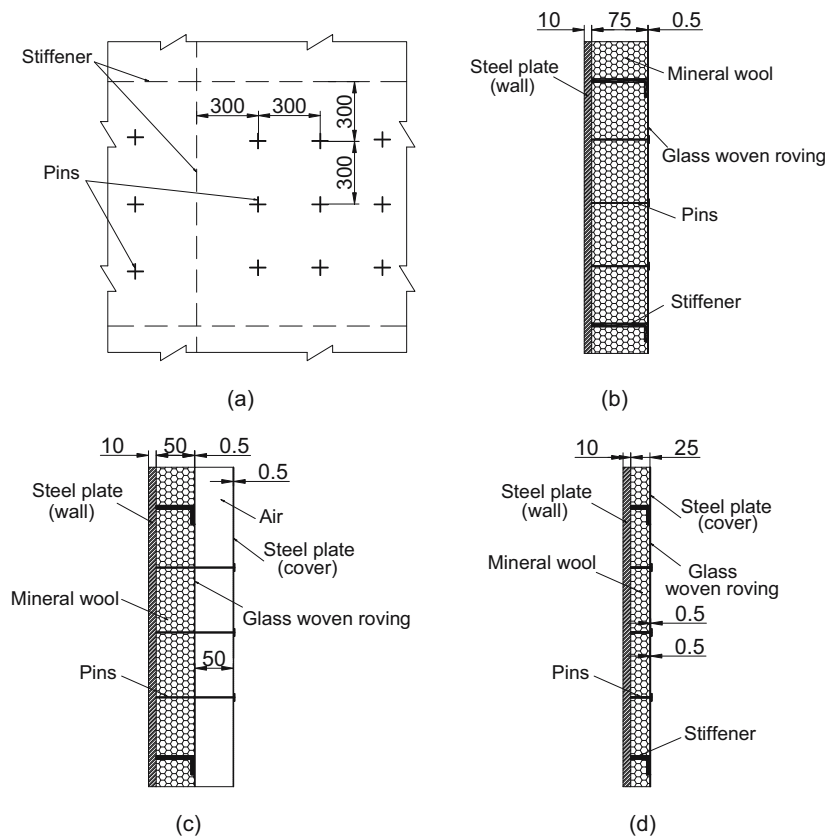 Stiffener
300
300
300
300
Pins
(a)
10
75
0.5
Steel plate
(wall)
Mineral wool
Glass woven roving
Pins
Stiffener
(b)
10
50
0.5
0.5
Steel plate
(wall)
Air
Steel plate
(cover)
Mineral wool
Glass woven roving
50
Pins
(c)
10
25
Steel plate
(wall)
Steel plate
(cover)
Mineral wool
Glass
woven roving
0.5
0.5
Pins
Stiffener
(d)